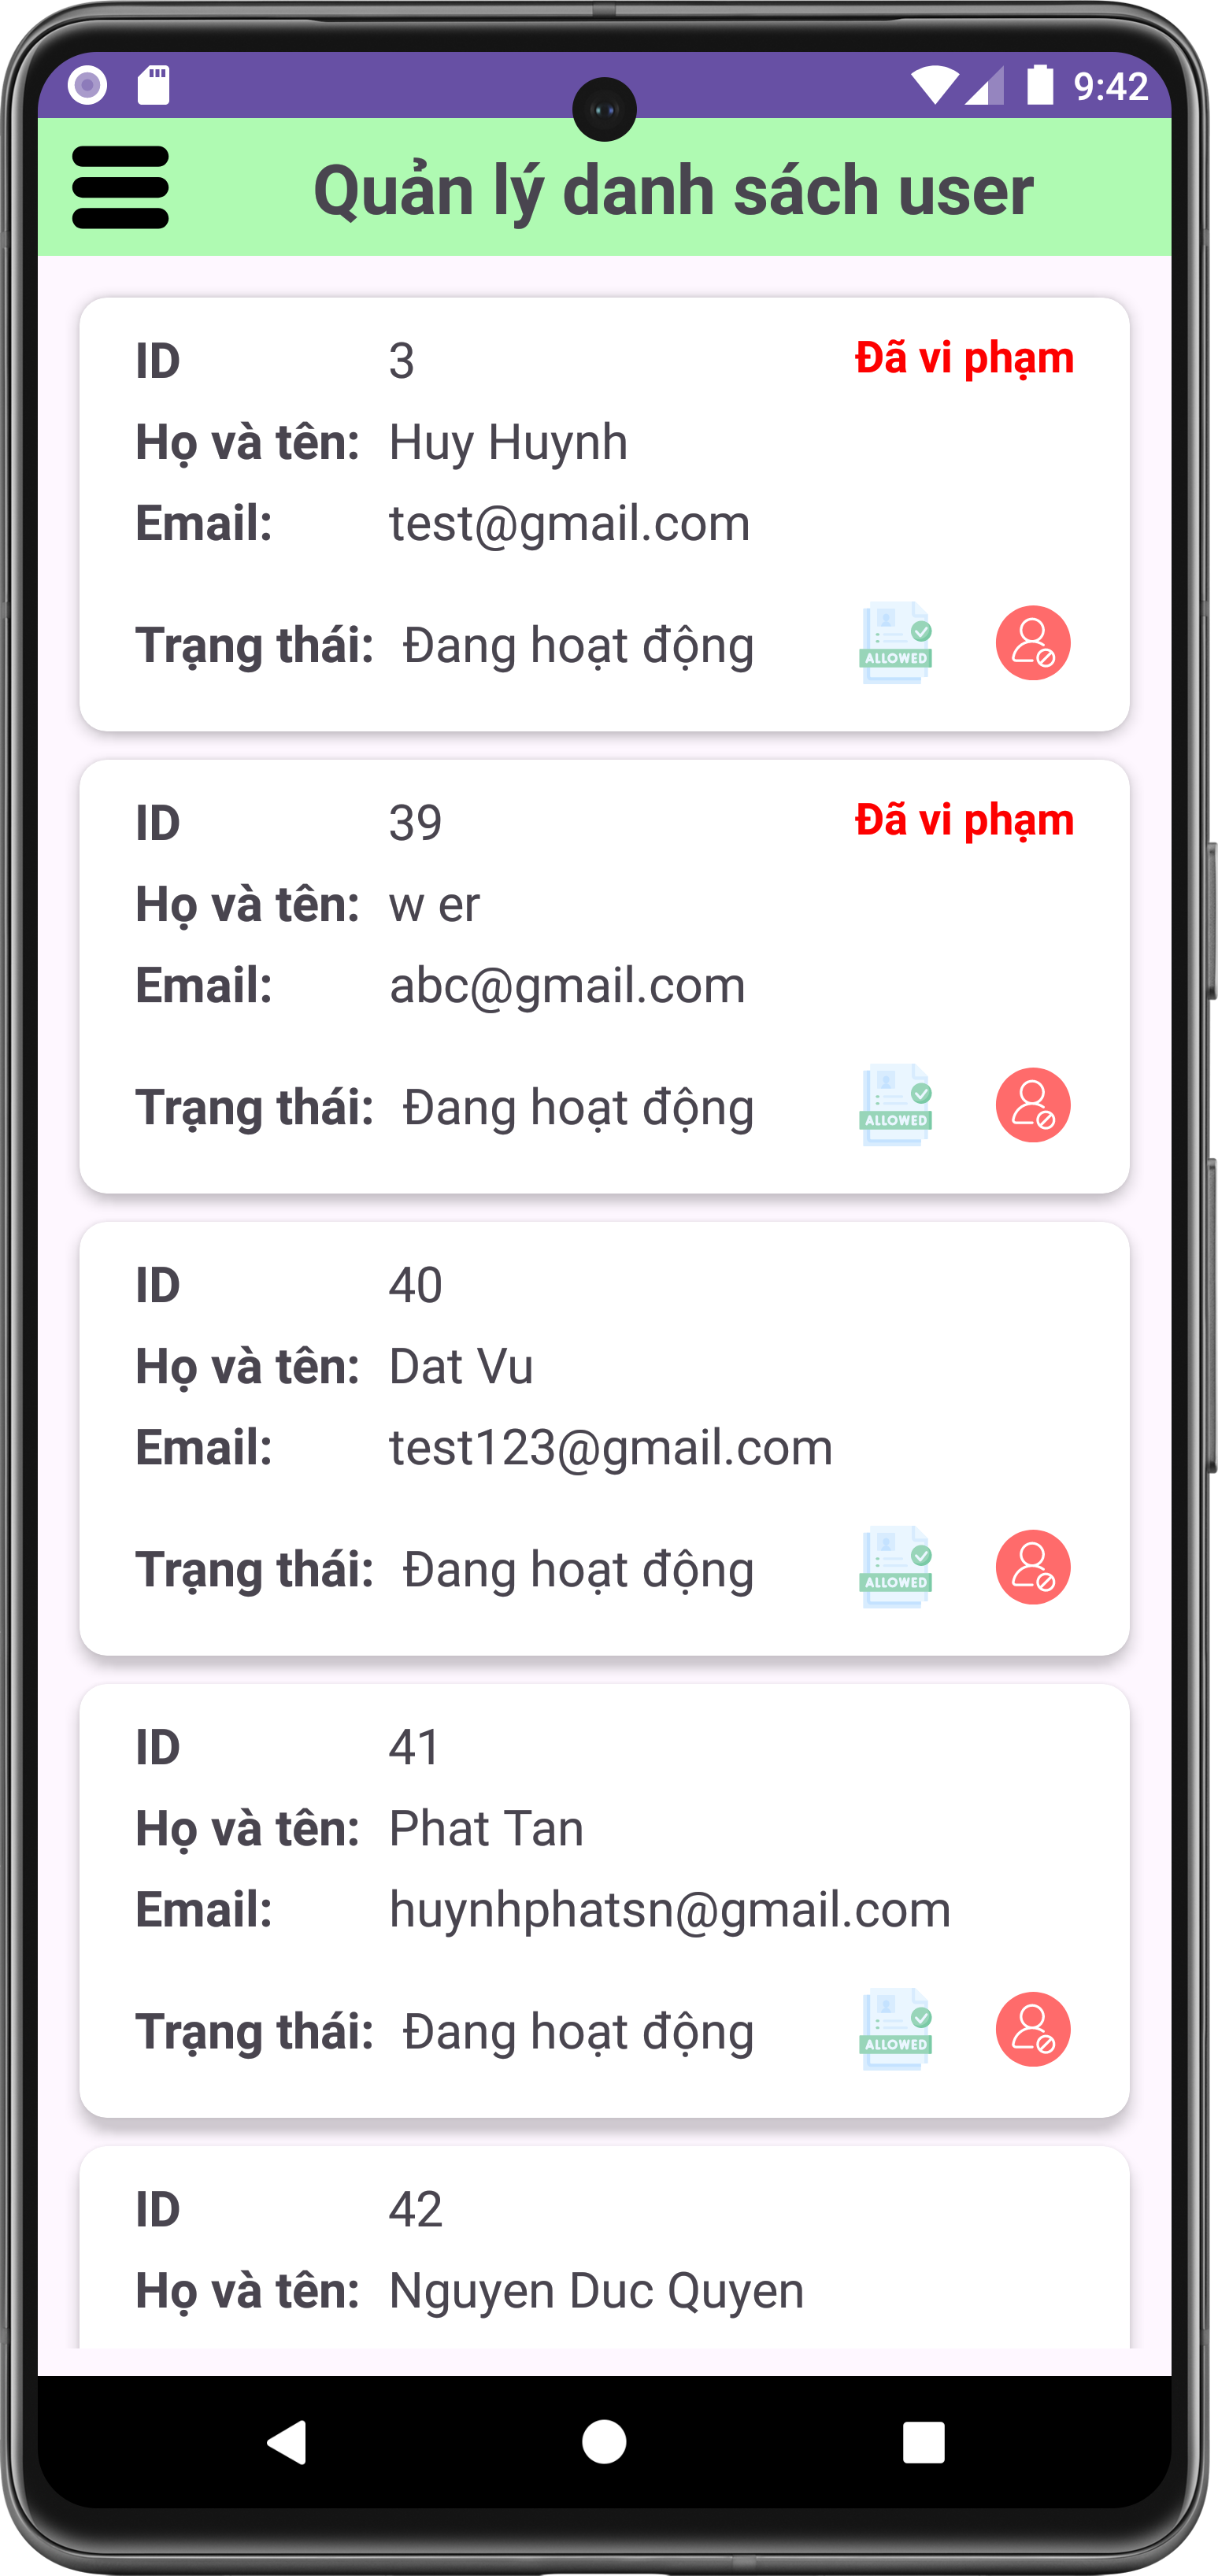 9:42
Quản lý danh sách user
ID 3 Đã vi phạm
Họ và tên: Huy Huynh
Email: test@gmail.com
Trạng thái: Đang hoạt động ALLOWED
ID 39 Đã vi phạm
Họ và tên: w er
Email: abc@gmail.com
Trạng thái: Đang hoạt động ALLOWED
ID 40
Họ và tên: Dat Vu
Email: test123@gmail.com
Trạng thái: Đang hoạt động ALLOWED
ID 41
Họ và tên: Phat Tan
Email: huynhphatsn@gmail.com
Trạng thái: Đang hoạt động ALLOWED
ID 42
Họ và tên: Nguyen Duc Quyen